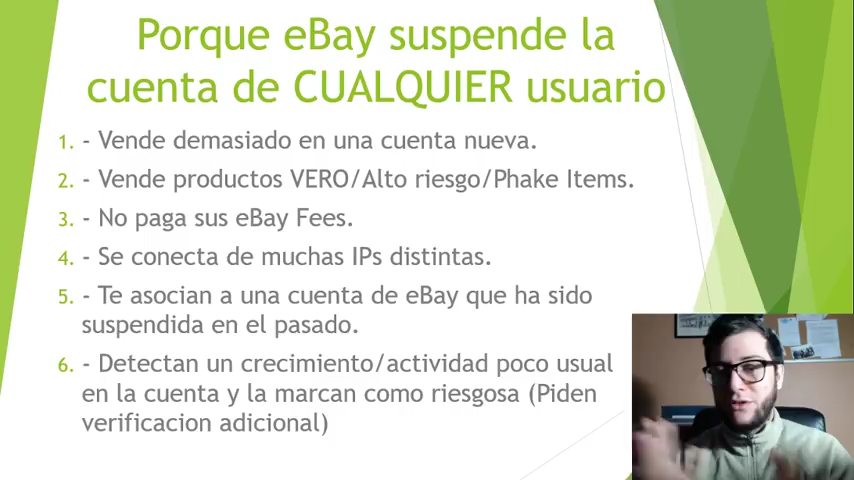 Porque eBay suspende la
cuenta de CUALQUIER usuario
1. - Vende demasiado en una cuenta nueva.
2. - Vende productos VERO/Alto riesgo/Phake Items.
3. - No paga sus eBay Fees.
4. - Se conecta de muchas IPs distintas.
5. - Te asocian a una cuenta de eBay que ha sido
suspendida en el pasado.
6. - Detectan un crecimiento/actividad poco usual
en la cuenta y la marcan como riesgosa (Piden
verificacion adicional)